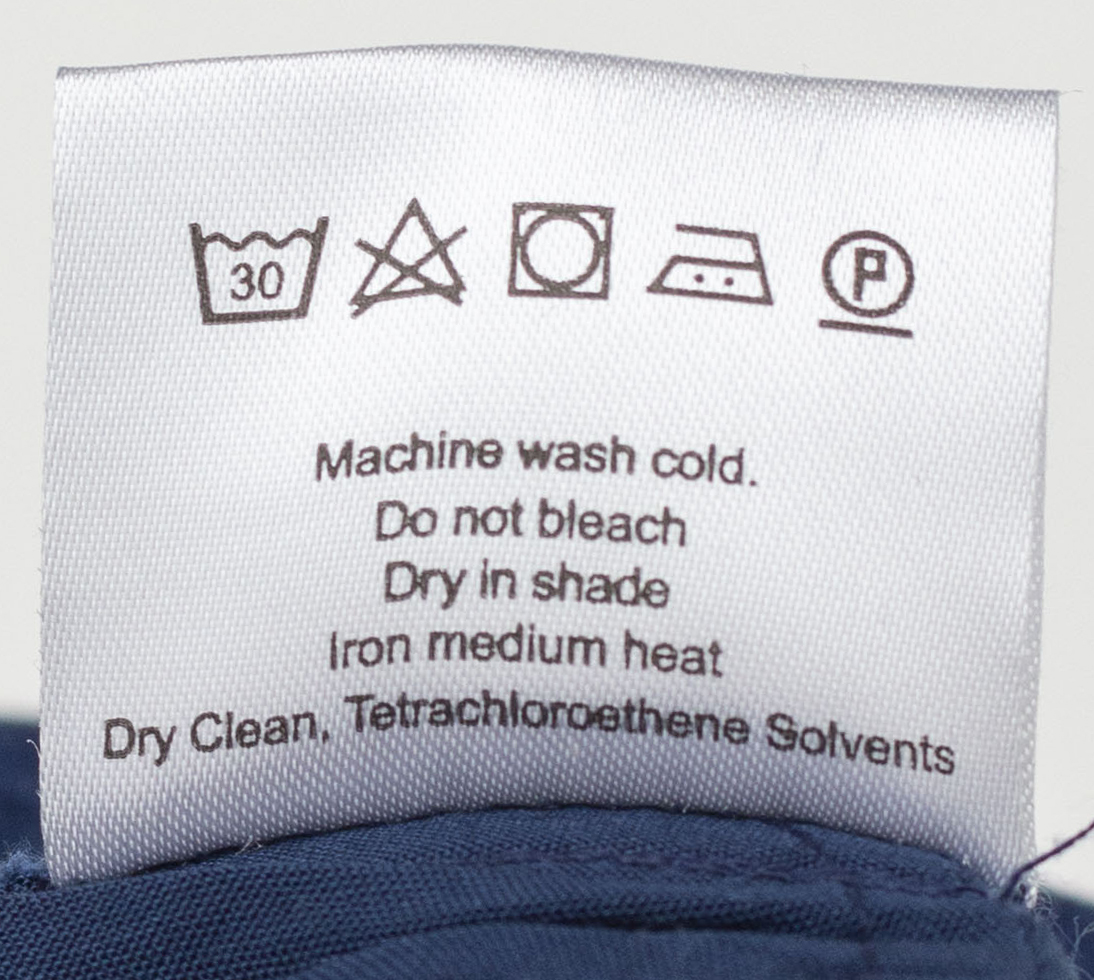 30 P
Machine wash cold.
Do not bleach
Dry in shade
Iron medium heat
Dry Clean, Tetrachloroethene Solvents